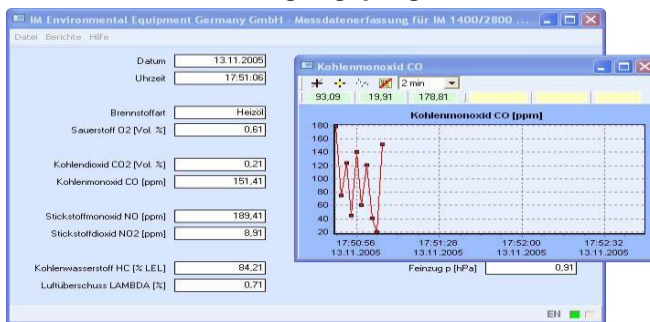 IM Environmental Equipment Germany GmbH - Messdatenerfassung für IM 1400/2800 ...
Datei Berichte Hilfe
Datum 13.11.2005
Uhrzeit 17:51:06
Brennstoffart Heizöl
Sauerstoff O2 [Vol. %] 0,61
Kohlendioxid CO2 [Vol. %] 0,21
Kohlenmonoxid CO [ppm] 151,41
Stickstoffmonoxid NO [ppm] 189,41
Stickstoffdioxid NO2 [ppm] 8,91
Kohlenwasserstoff HC [% LEL] 84,21
Luftüberschuss LAMBDA [%] 0,71
Kohlenmonoxid CO
2 min
93,09 19,91 178,81
Kohlenmonoxid CO [ppm]
180
160
140
120
100
80
60
40
20
17:50:56 17:51:28 17:52:00 17:52:32
13.11.2005 13.11.2005 13.11.2005 13.11.2005
Feinzug p [hPa] 0,91
EN